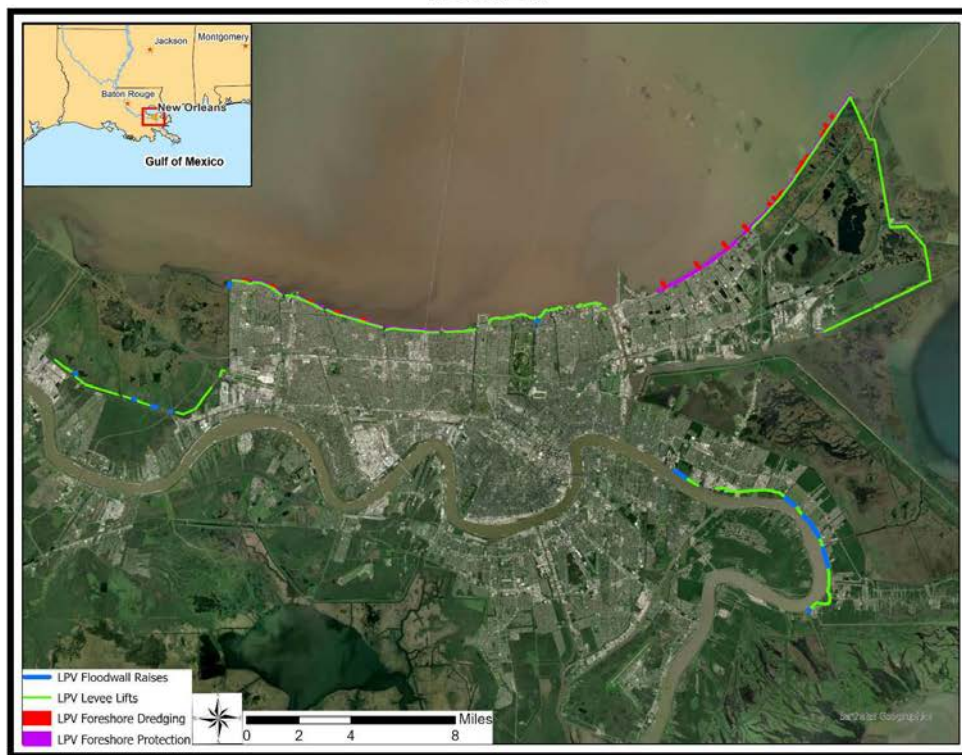 Jackson
Montgomery
Baton Rouge
New Orleans
Gulf of Mexico
LPV Floodwall Raises
LPV Levee Lifts
LPV Foreshore Dredging
LPV Foreshore Protection
Miles
0 2 4 8